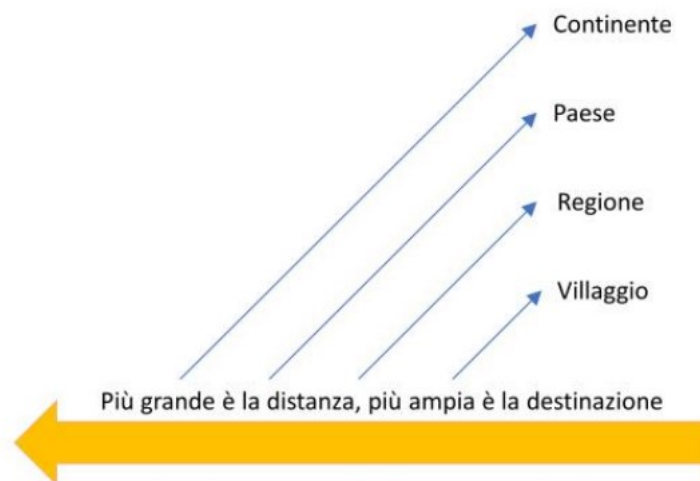 Continente
Paese
Regione
Villaggio
Più grande è la distanza, più ampia è la destinazione